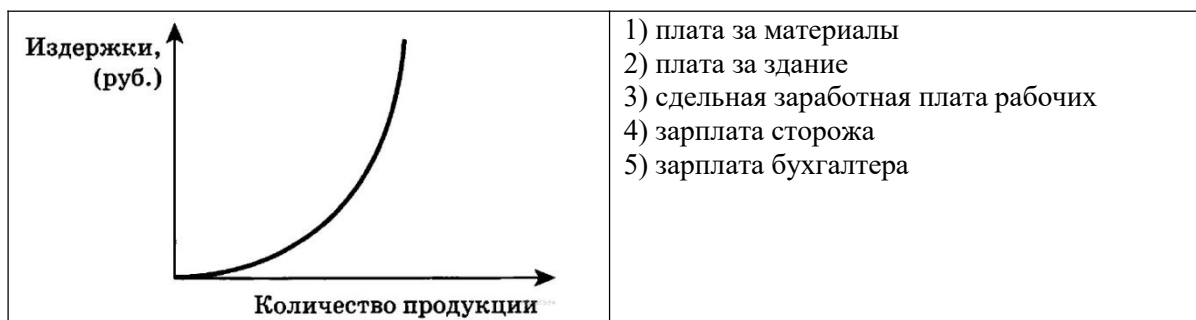 Издержки,
(руб.)
Количество продукции
1) плата за материалы
2) плата за здание
3) сдельная заработная плата рабочих
4) зарплата сторожа
5) зарплата бухгалтера